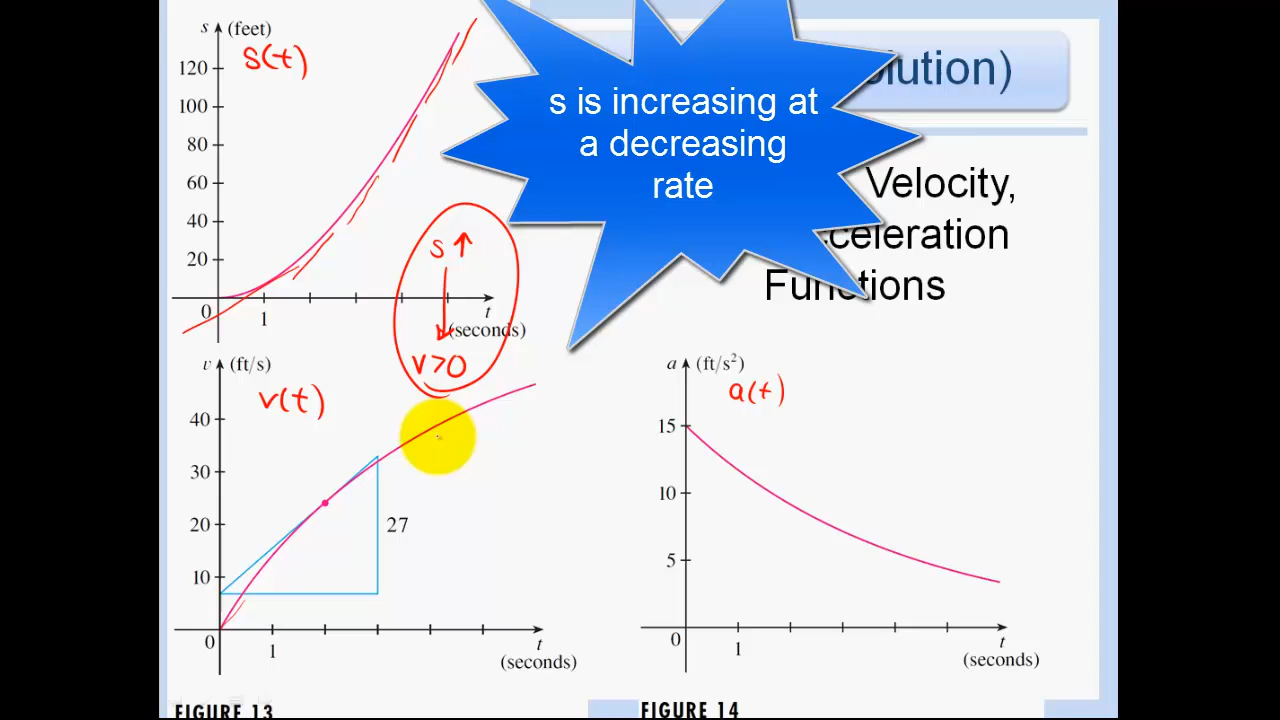 s (feet)
s(t)
120
100
80
60
40
20
0
1
t
(seconds)
s is increasing at
a decreasing
rate
olution)
Velocity,
celeration
Functions
s ↑
v>0
v (ft/s)
v(t)
40
30
20
10
0
1
27
t
(seconds)
a (ft/s²)
a(t)
15
10
5
0
1
t
(seconds)
FIGURE 13
FIGURE 14